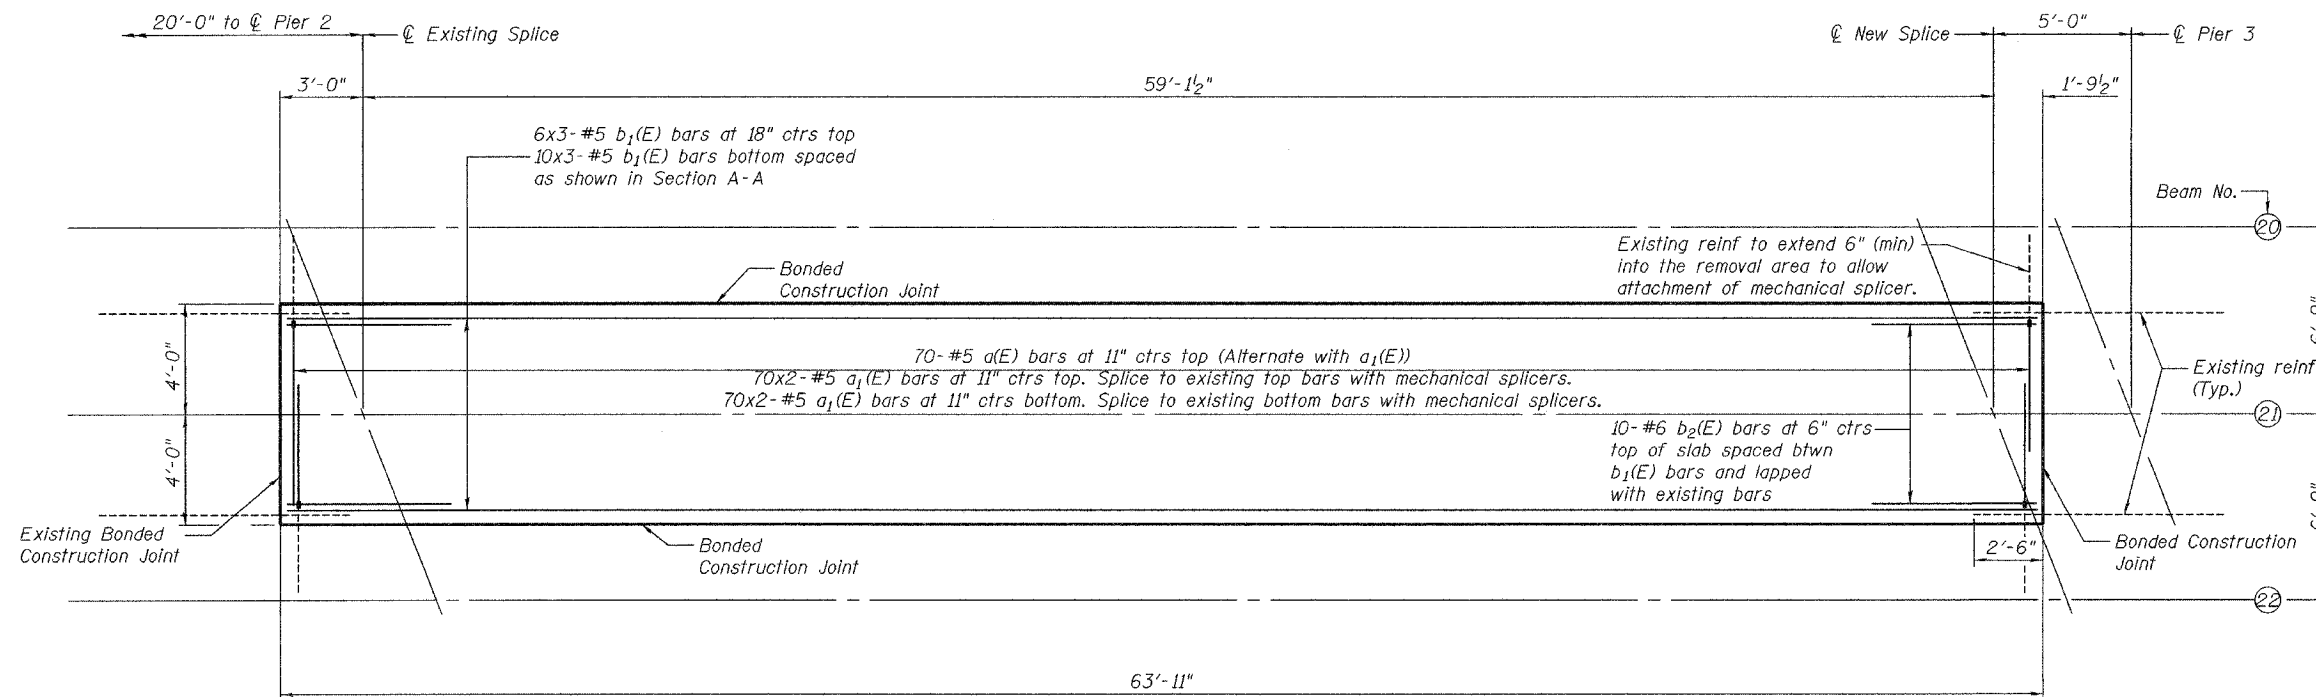 20'-0" to ℄ Pier 2
℄ Existing Splice
℄ New Splice
5'-0"
℄ Pier 3
3'-0"
59'-1½"
1'-9½"
6x3-#5 b₁(E) bars at 18" ctrs top
10x3-#5 b₁(E) bars bottom spaced
as shown in Section A-A
Beam No.
20
Existing reinf to extend 6" (min)
into the removal area to allow
attachment of mechanical splicer.
Bonded
Construction Joint
4'-0"
70-#5 a(E) bars at 11" ctrs top (Alternate with a₁(E))
70x2-#5 a₁(E) bars at 11" ctrs top. Splice to existing top bars with mechanical splicers.
70x2-#5 a₁(E) bars at 11" ctrs bottom. Splice to existing bottom bars with mechanical splicers.
Existing reinf
(Typ.)
21
4'-0"
10-#6 b₂(E) bars at 6" ctrs
top of slab spaced btwn
b₁(E) bars and lapped
with existing bars
Existing Bonded
Construction Joint
Bonded
Construction Joint
2'-6"
Bonded Construction
Joint
22
63'-11"